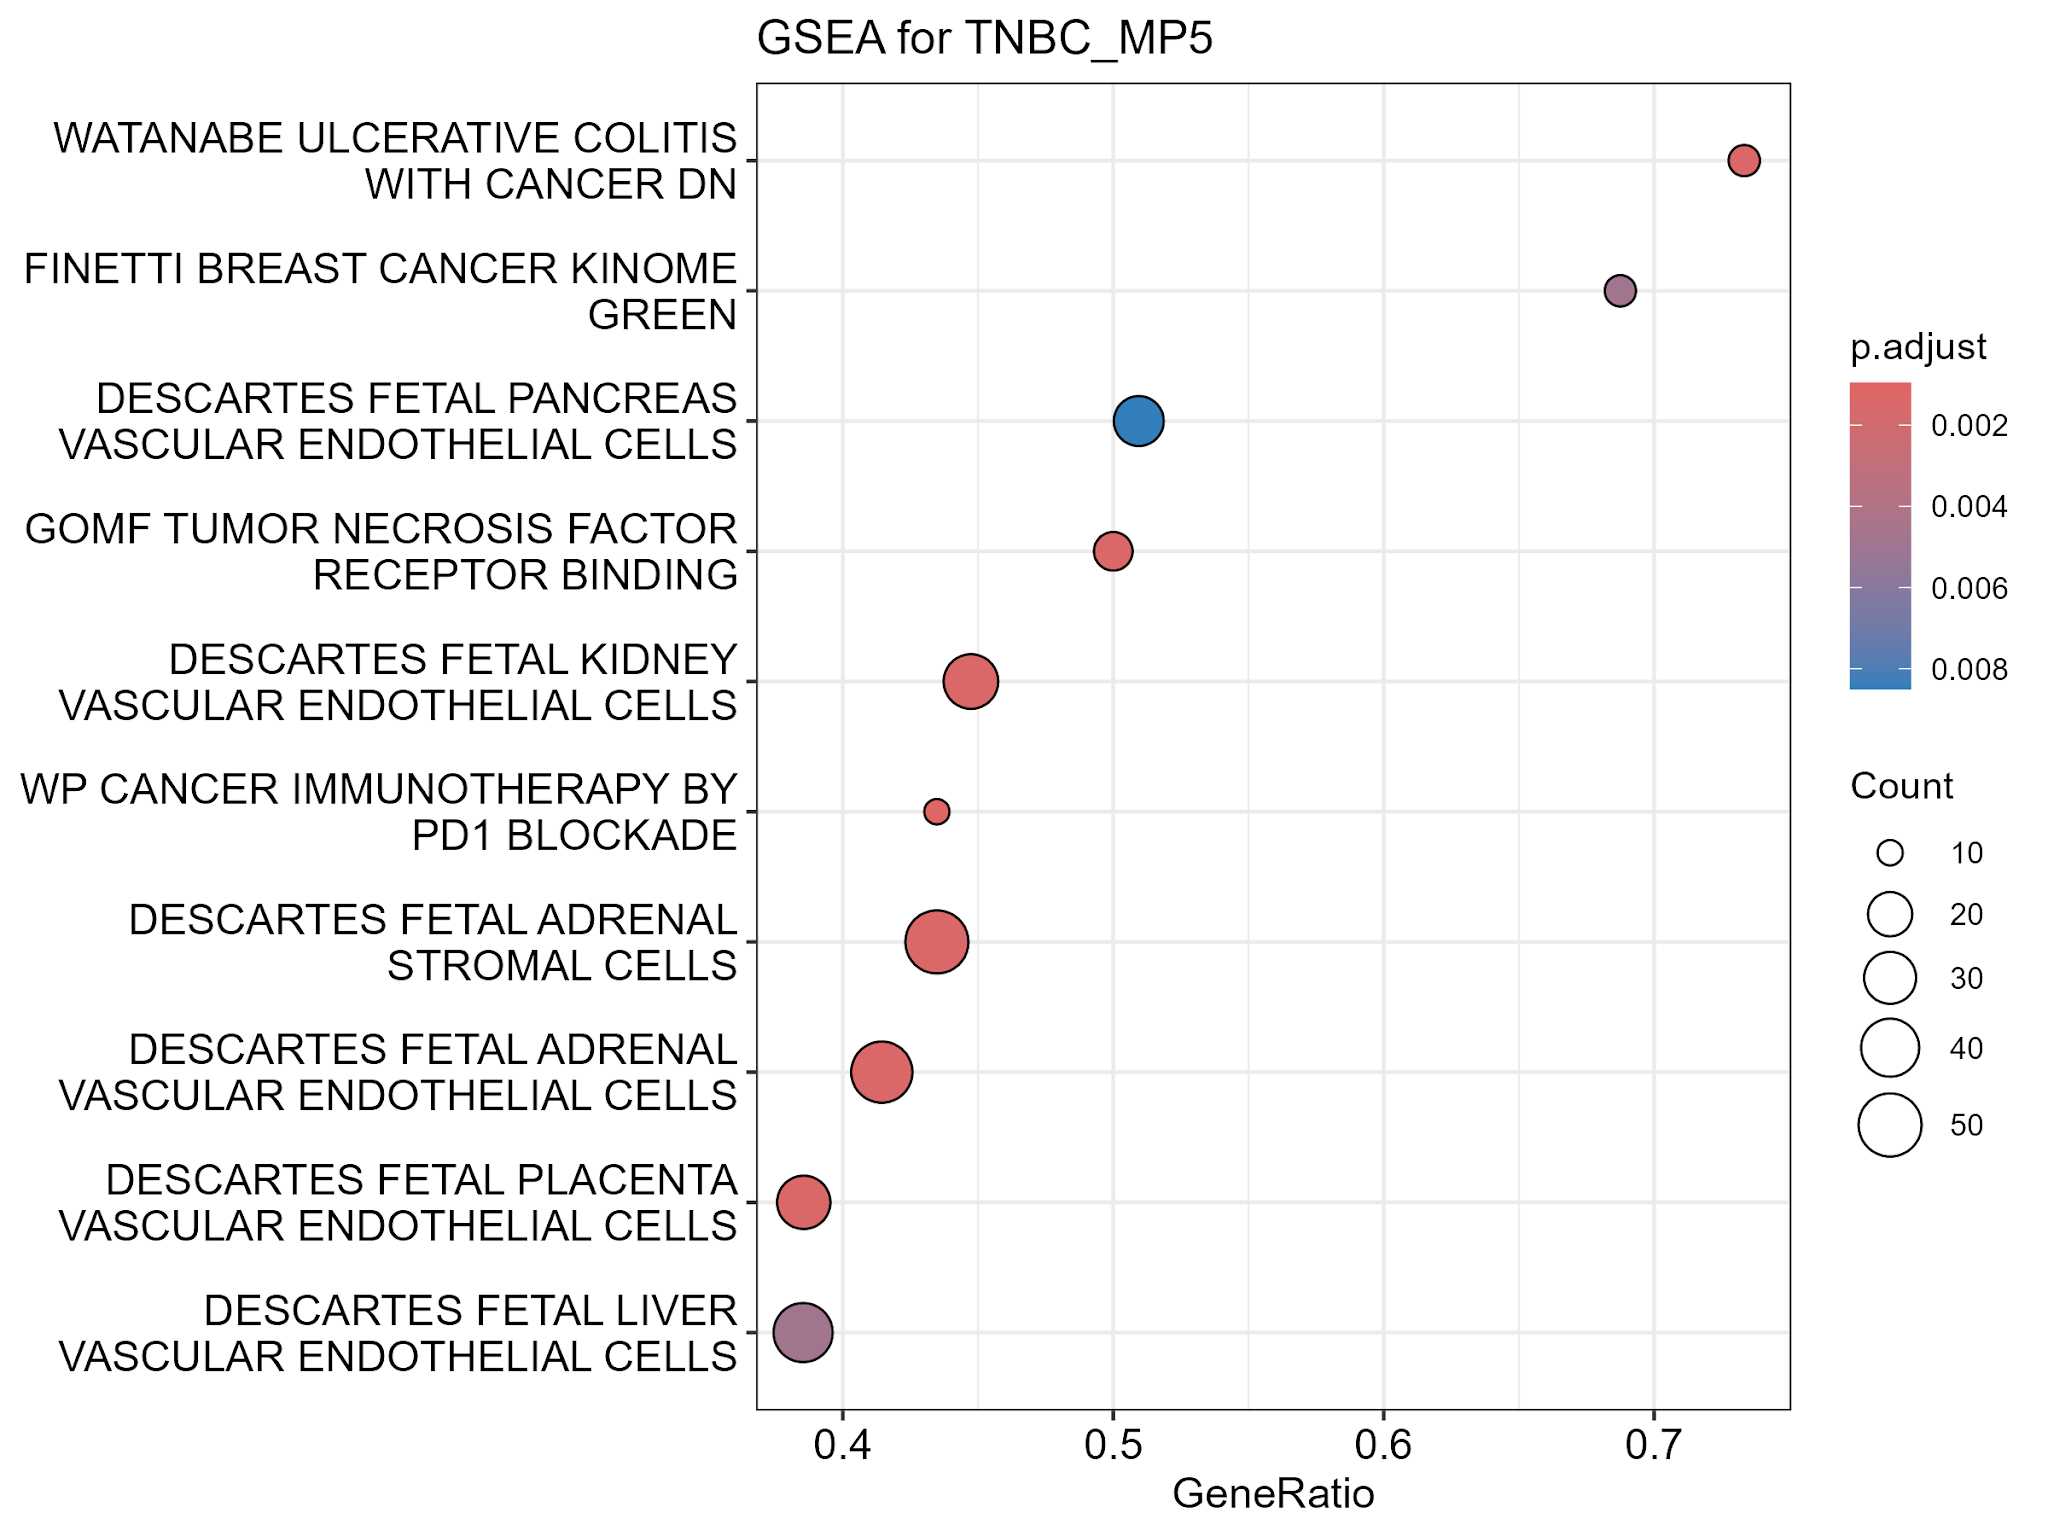 GSEA for TNBC_MP5
WATANABE ULCERATIVE COLITIS
WITH CANCER DN
FINETTI BREAST CANCER KINOME
GREEN
DESCARTES FETAL PANCREAS
VASCULAR ENDOTHELIAL CELLS
GOMF TUMOR NECROSIS FACTOR
RECEPTOR BINDING
DESCARTES FETAL KIDNEY
VASCULAR ENDOTHELIAL CELLS
WP CANCER IMMUNOTHERAPY BY
PD1 BLOCKADE
DESCARTES FETAL ADRENAL
STROMAL CELLS
DESCARTES FETAL ADRENAL
VASCULAR ENDOTHELIAL CELLS
DESCARTES FETAL PLACENTA
VASCULAR ENDOTHELIAL CELLS
DESCARTES FETAL LIVER
VASCULAR ENDOTHELIAL CELLS
0.4 0.5 0.6 0.7
GeneRatio
p.adjust
0.002
0.004
0.006
0.008
Count
10
20
30
40
50